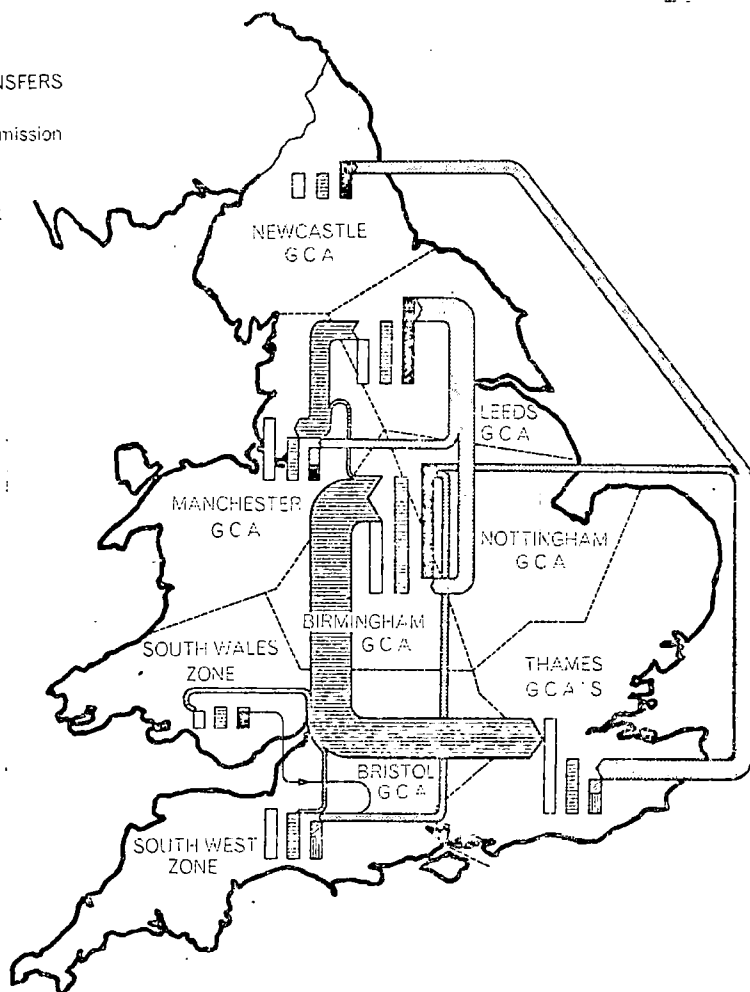 NSFERS
mission
NEWCASTLE
G C A
LEEDS
G C A
MANCHESTER
G C A
NOTTINGHAM
G C A
BIRMINGHAM
G C A
SOUTH WALES
ZONE
THAMES
G C A'S
BRISTOL
G C A
SOUTH WEST
ZONE